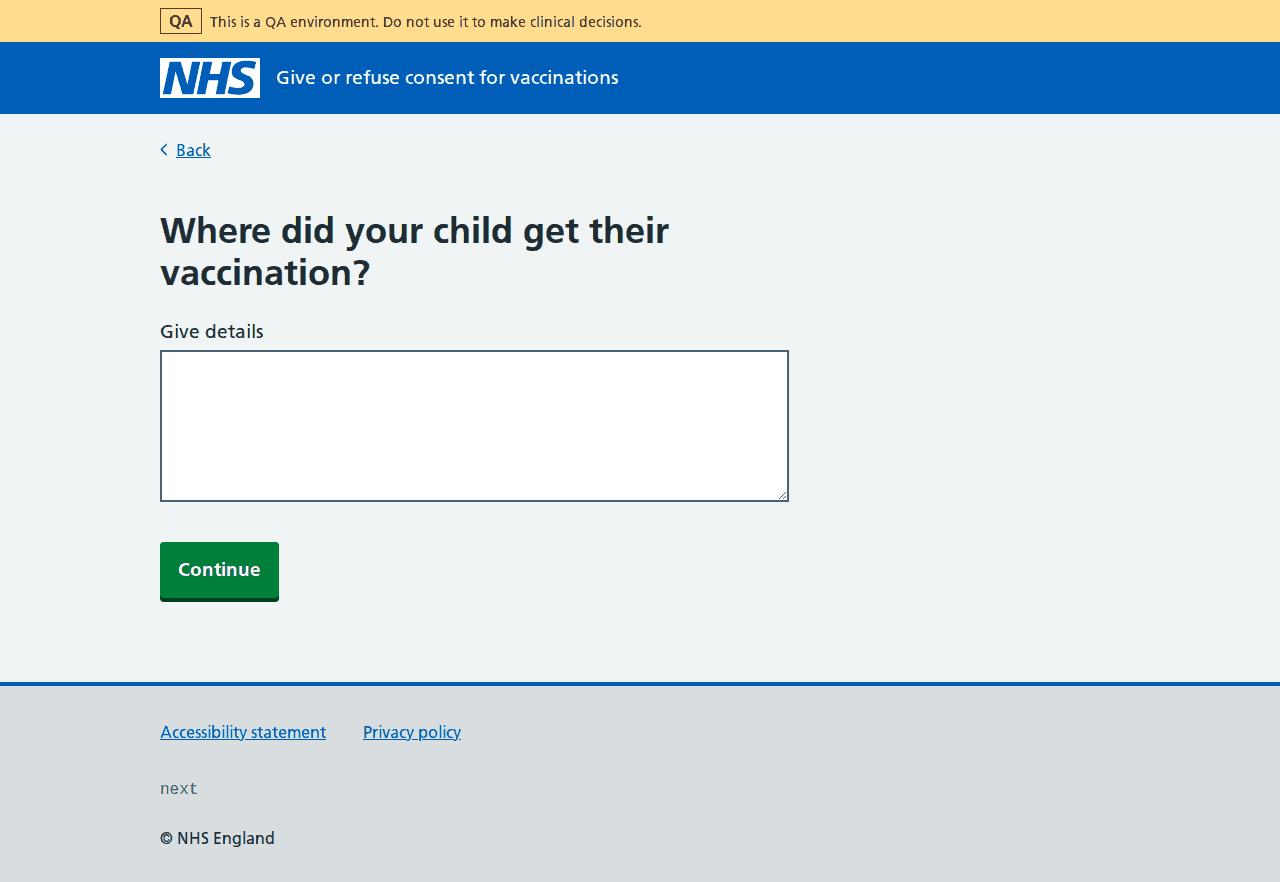 QA This is a QA environment. Do not use it to make clinical decisions.
NHS Give or refuse consent for vaccinations
Back
Where did your child get their
vaccination?
Give details
Continue
Accessibility statement Privacy policy
next
© NHS England